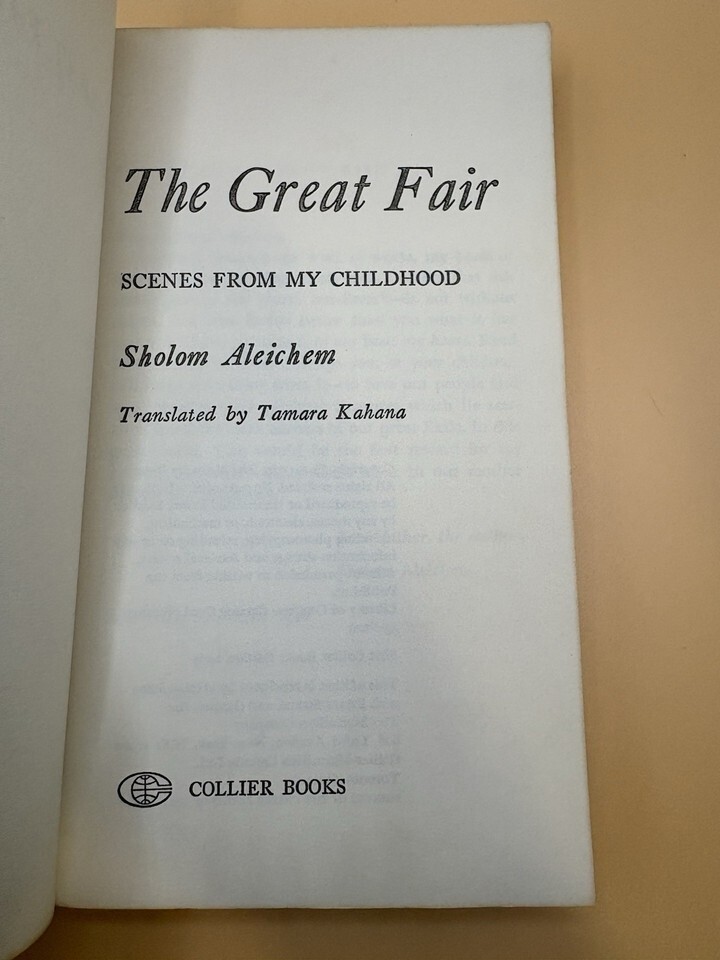 The Great Fair
SCENES FROM MY CHILDHOOD
Sholom Aleichem
Translated by Tamara Kahana
COLLIER BOOKS